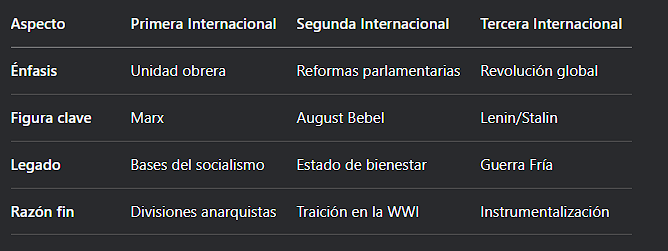 Aspecto Primera Internacional Segunda Internacional Tercera Internacional
Énfasis Unidad obrera Reformas parlamentarias Revolución global
Figura clave Marx August Bebel Lenin/Stalin
Legado Bases del socialismo Estado de bienestar Guerra Fría
Razón fin Divisiones anarquistas Traición en la WWI Instrumentalización